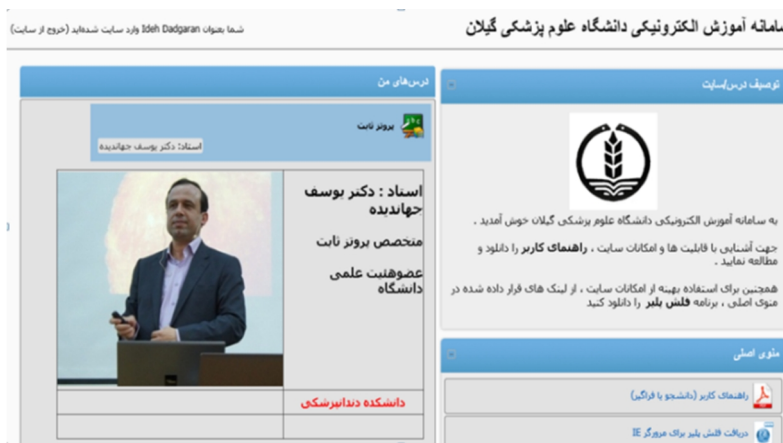 سامانه آموزش الکترونیکی دانشگاه علوم پزشکی گیلان
شما بعنوان Ideh Dadgaran وارد سایت شده‌اید (خروج از سایت)
توصیف درس/سایت
به سامانه آموزش الکترونیکی دانشگاه علوم پزشکی گیلان خوش آمدید .
جهت آشنایی با قابلیت ها و امکانات سایت ، راهنمای کاربر را دانلود و
مطالعه نمایید .
همچنین برای استفاده بهینه از امکانات سایت ، از لینک های قرار داده شده در
منوی اصلی ، برنامه فلش پلیر را دانلود کنید
منوی اصلی
راهنمای کاربر (دانشجو یا فراگیر)
دریافت فلش پلیر برای مرورگر IE
درس‌های من
پروتز ثابت
استاد: دکتر یوسف جهاندیده
استاد : دکتر یوسف
جهاندیده
متخصص پروتز ثابت
عضوهئیت علمی
دانشگاه
دانشکده دندانپزشکی